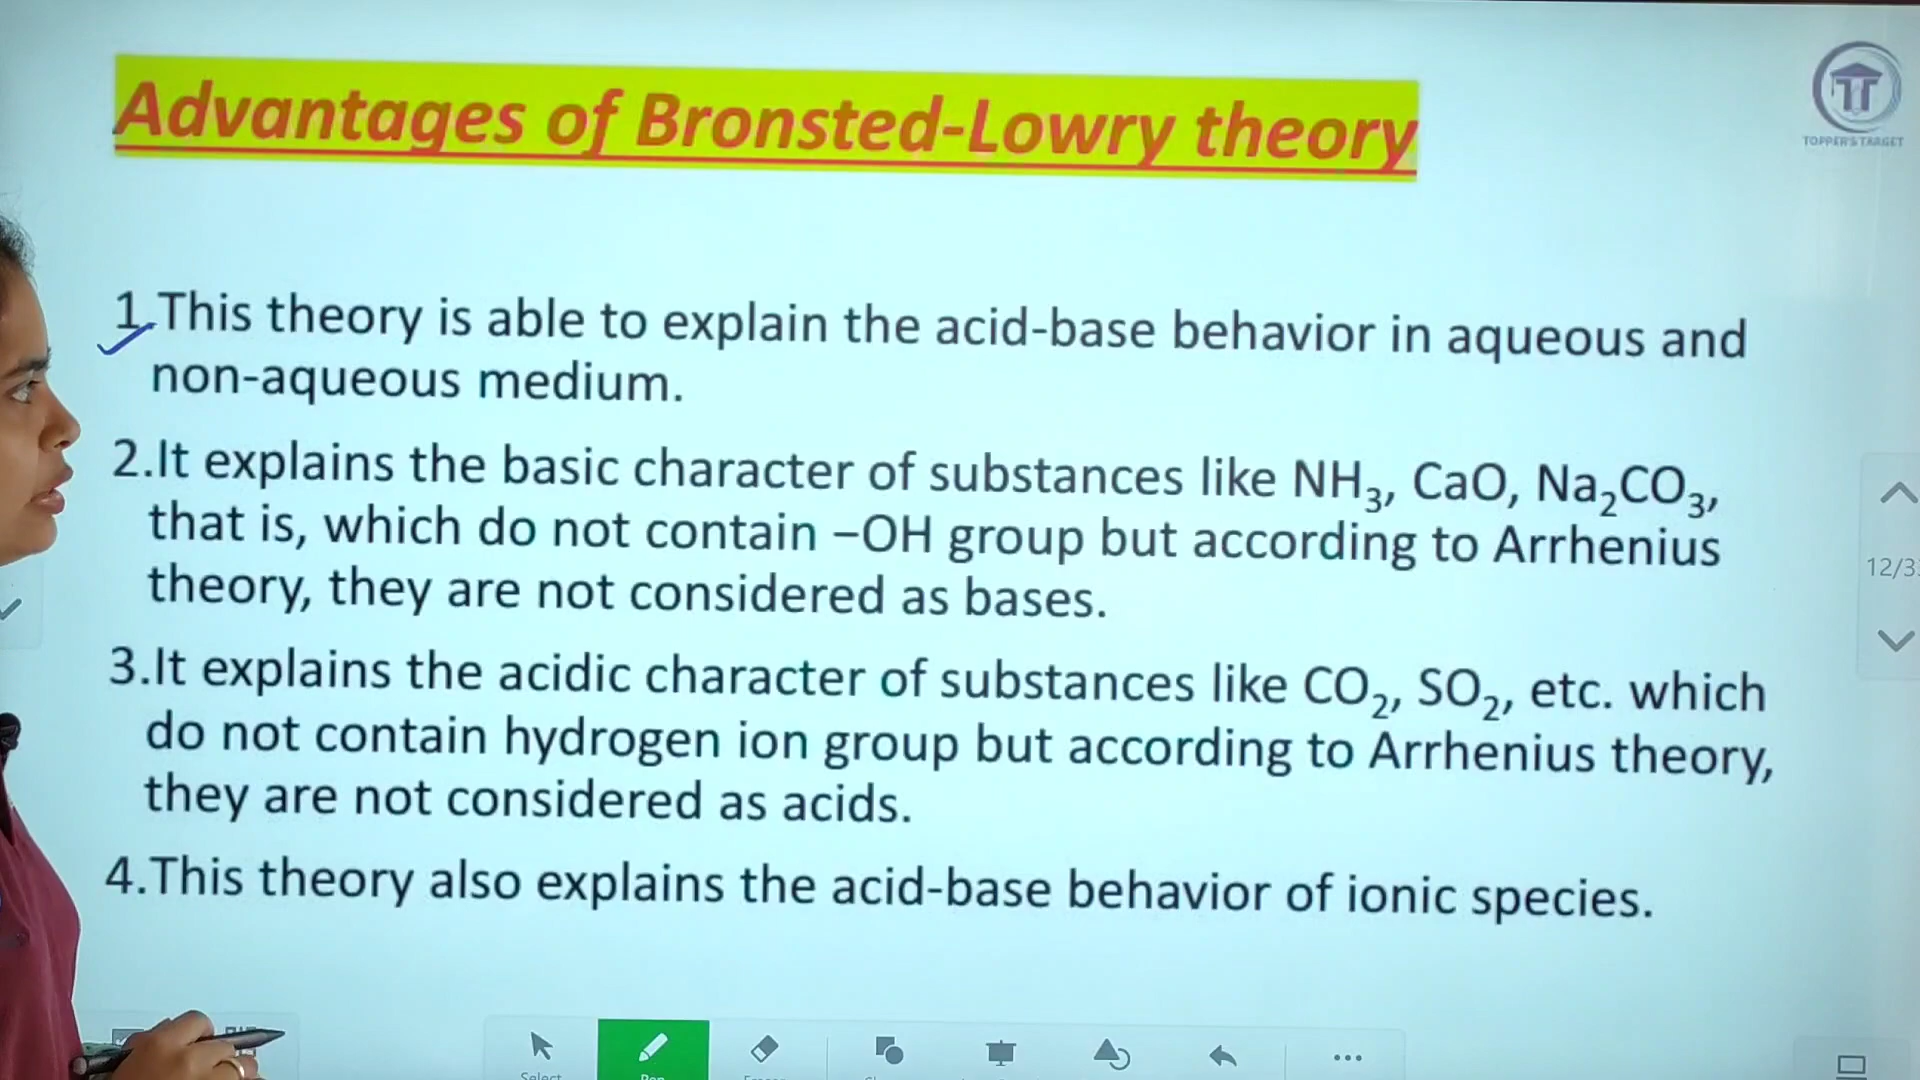 Advantages of Bronsted-Lowry theory
TOPPER'S TARGET
1.This theory is able to explain the acid-base behavior in aqueous and
non-aqueous medium.
2.It explains the basic character of substances like NH₃, CaO, Na₂CO₃,
that is, which do not contain –OH group but according to Arrhenius
theory, they are not considered as bases.
12/3
3.It explains the acidic character of substances like CO₂, SO₂, etc. which
do not contain hydrogen ion group but according to Arrhenius theory,
they are not considered as acids.
4.This theory also explains the acid-base behavior of ionic species.
Select Pen